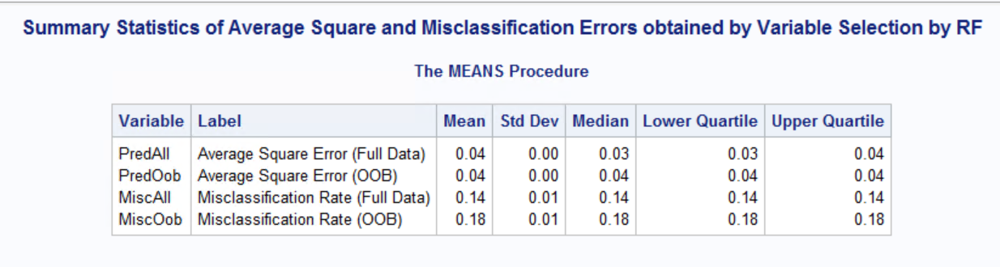 Summary Statistics of Average Square and Misclassification Errors obtained by Variable Selection by RF
The MEANS Procedure
Variable Label Mean Std Dev Median Lower Quartile Upper Quartile
PredAll Average Square Error (Full Data) 0.04 0.00 0.03 0.03 0.04
PredOob Average Square Error (OOB) 0.04 0.00 0.04 0.04 0.04
MiscAll Misclassification Rate (Full Data) 0.14 0.01 0.14 0.14 0.14
MiscOob Misclassification Rate (OOB) 0.18 0.01 0.18 0.18 0.18